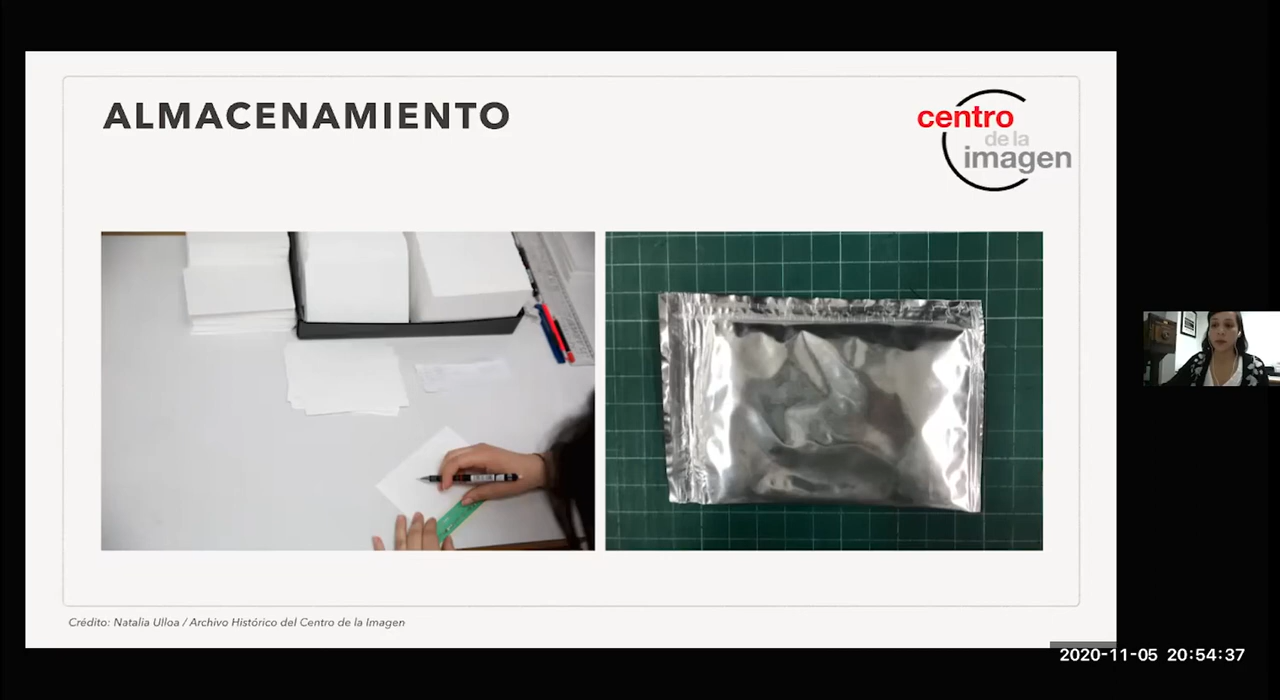 ALMACENAMIENTO
centro
de la
imagen
Crédito: Natalia Ulloa / Archivo Histórico del Centro de la Imagen
2020-11-05 20:54:37